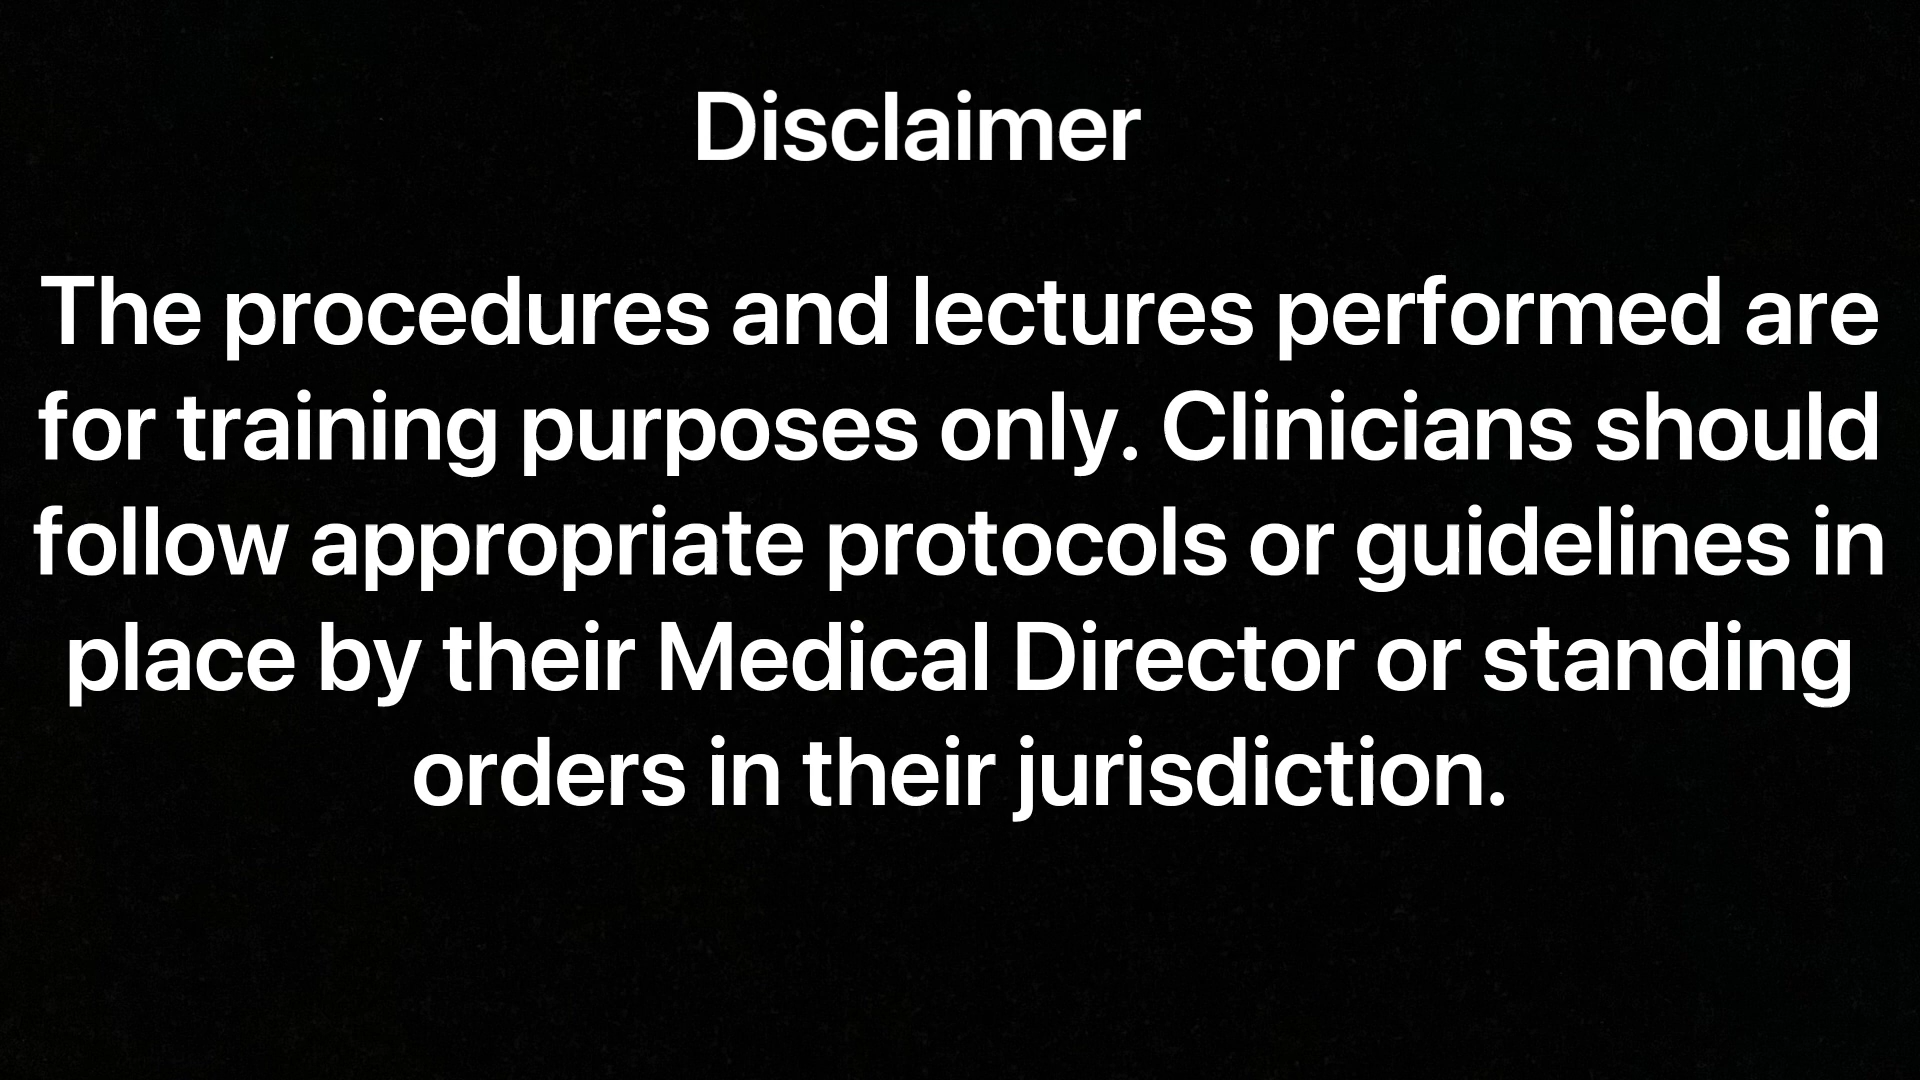 Disclaimer
The procedures and lectures performed are
for training purposes only. Clinicians should
follow appropriate protocols or guidelines in
place by their Medical Director or standing
orders in their jurisdiction.